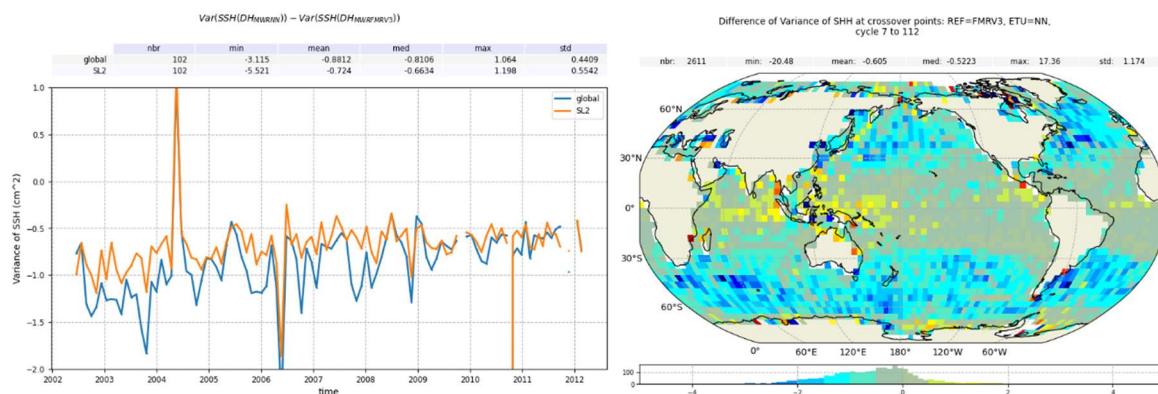 Var(SSH(DH_MWRNN)) − Var(SSH(DH_MWRFMRV3))
nbr min mean med max std
global 102 -3.115 -0.8812 -0.8106 1.064 0.4409
SL2 102 -5.521 -0.724 -0.6634 1.198 0.5542
Variance of SSH (cm^2)
1.0
0.5
0.0
−0.5
−1.0
−1.5
−2.0
global
SL2
2002 2003 2004 2005 2006 2007 2008 2009 2010 2011 2012
time
Difference of Variance of SHH at crossover points: REF=FMRV3, ETU=NN,
cycle 7 to 112
nbr: 2611 min: -20.48 mean: -0.605 med: -0.5223 max: 17.36 std: 1.174
60°N
30°N
0°
30°S
60°S
0° 60°E 120°E 180° 120°W 60°W
100
0
−4 −2 0 2 4